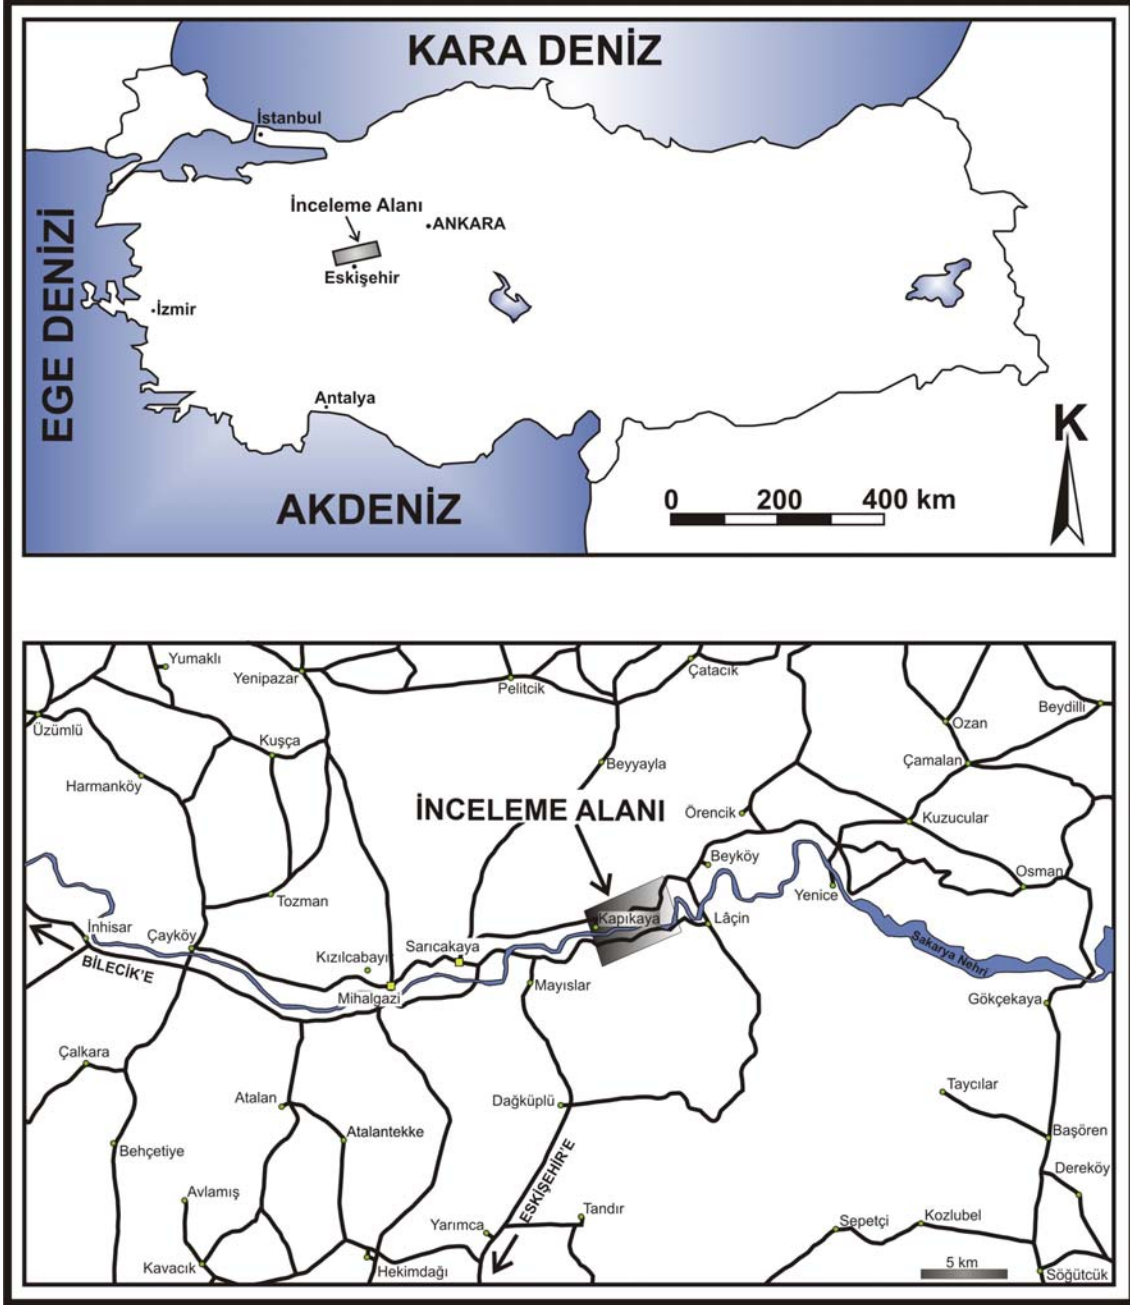 KARA DENİZ
İstanbul
İnceleme Alanı
ANKARA
Eskişehir
EGE DENİZİ
İzmir
Antalya
K
0 200 400 km
AKDENİZ
Yumaklı
Yenipazar
Çatacık
Pelitcik
Beydilli
Üzümlü
Ozan
Kuşça
Beyyayla
Çamalan
Harmanköy
İNCELEME ALANI
Örencik
Kuzucular
Beyköy
Osman
Tozman
Yenice
İnhisar
Kapıkaya
Lâçin
Çayköy
Sarıcakaya
Sakarya Nehri
BİLECİK'E
Kızılcabayır
Mayıslar
Mihalgazi
Gökçekaya
Çalkara
Taycılar
Atalan
Dağküplü
Atalantekke
Başören
Behçetiye
Dereköy
Avlamış
ESKİŞEHİR'E
Tandır
Yarımca
Sepetçi
Kozlubel
Kavacık
Hekimdağı
5 km
Söğütcük